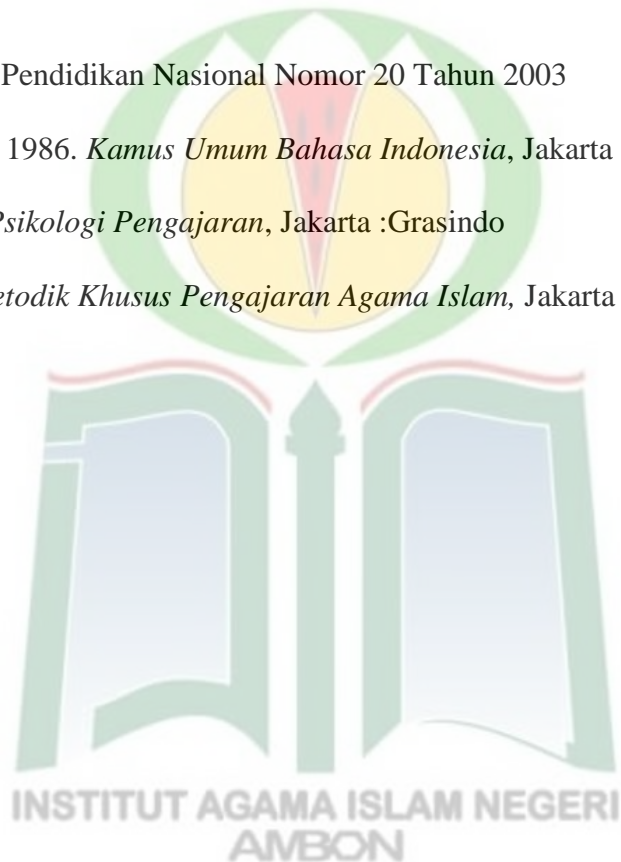 Pendidikan Nasional Nomor 20 Tahun 2003
1986. Kamus Umum Bahasa Indonesia, Jakarta
Psikologi Pengajaran, Jakarta :Grasindo
etodik Khusus Pengajaran Agama Islam, Jakarta
INSTITUT AGAMA ISLAM NEGERI
AMBON